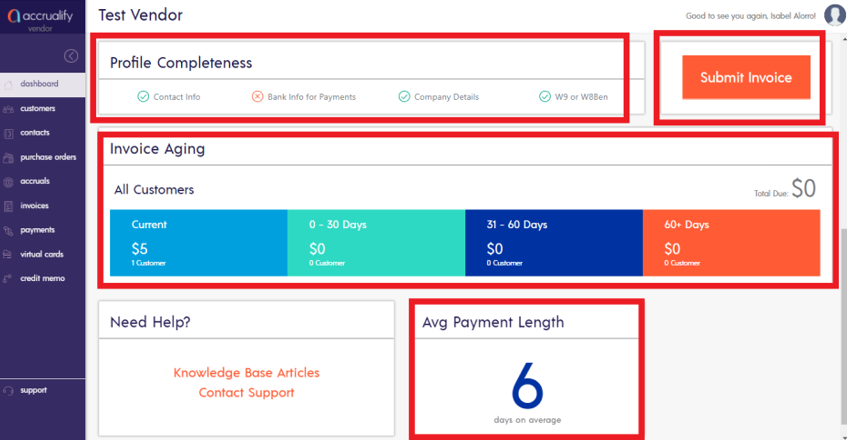 accrualify
vendor
Test Vendor
Good to see you again, Isabel Alorro!
dashboard
customers
contacts
purchase orders
accruals
invoices
payments
virtual cards
credit memo
support
Profile Completeness
Contact Info
Bank Info for Payments
Company Details
W9 or W8Ben
Submit Invoice
Invoice Aging
All Customers
Total Due: $0
Current
$5
1 Customer
0 - 30 Days
$0
0 Customer
31 - 60 Days
$0
0 Customer
60+ Days
$0
0 Customer
Need Help?
Knowledge Base Articles
Contact Support
Avg Payment Length
6
days on average